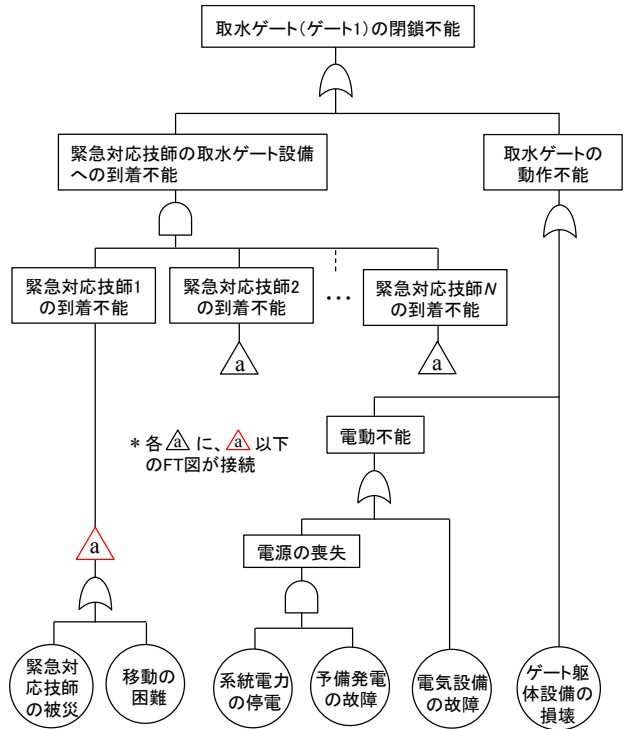 取水ゲート(ゲート1)の閉鎖不能
緊急対応技師の取水ゲート設備
への到着不能
取水ゲートの
動作不能
緊急対応技師1
の到着不能
緊急対応技師2
の到着不能
…
緊急対応技師N
の到着不能
a
a
電動不能
* 各 a に、a 以下
のFT図が接続
a
電源の喪失
緊急対
応技師
の被災
移動の
困難
系統電力
の停電
予備発電
の故障
電気設備
の故障
ゲート躯
体設備の
損壊